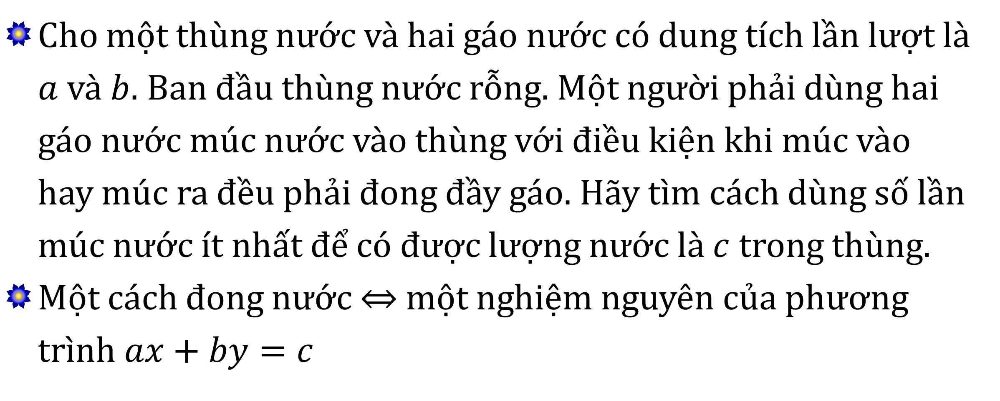 Cho một thùng nước và hai gáo nước có dung tích lần lượt là
a và b. Ban đầu thùng nước rỗng. Một người phải dùng hai
gáo nước múc nước vào thùng với điều kiện khi múc vào
hay múc ra đều phải đong đầy gáo. Hãy tìm cách dùng số lần
múc nước ít nhất để có được lượng nước là c trong thùng.
Một cách đong nước ⟺ một nghiệm nguyên của phương
trình ax + by = c